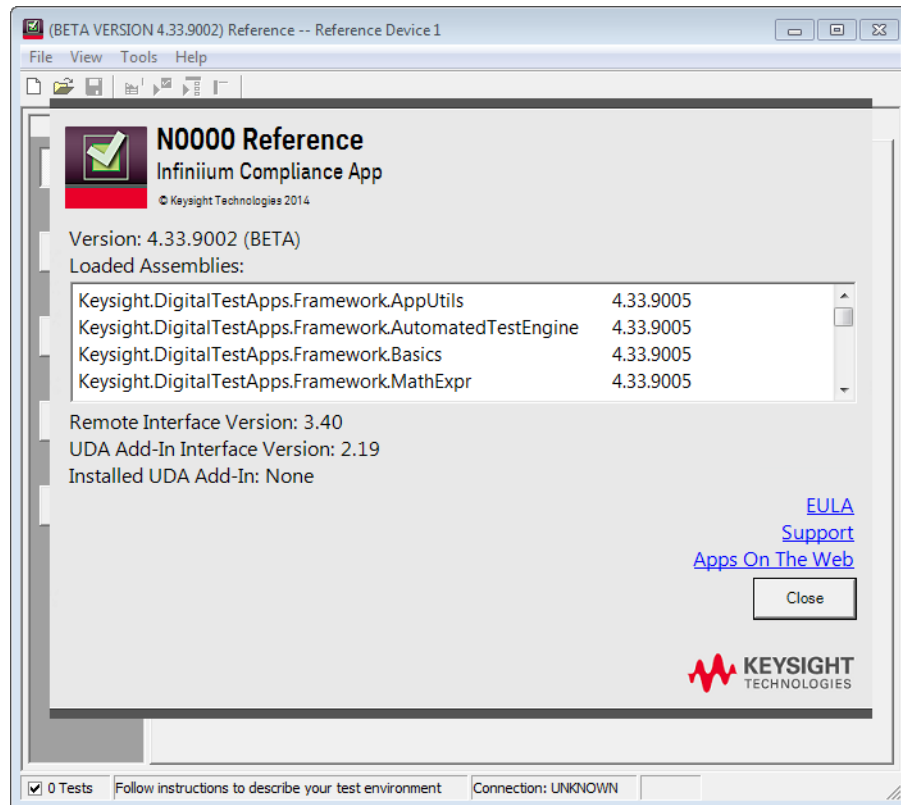 (BETA VERSION 4.33.9002) Reference -- Reference Device 1
File View Tools Help
N0000 Reference
Infiniium Compliance App
© Keysight Technologies 2014
Version: 4.33.9002 (BETA)
Loaded Assemblies:
Keysight.DigitalTestApps.Framework.AppUtils 4.33.9005
Keysight.DigitalTestApps.Framework.AutomatedTestEngine 4.33.9005
Keysight.DigitalTestApps.Framework.Basics 4.33.9005
Keysight.DigitalTestApps.Framework.MathExpr 4.33.9005
Remote Interface Version: 3.40
UDA Add-In Interface Version: 2.19
Installed UDA Add-In: None
EULA
Support
Apps On The Web
Close
KEYSIGHT
TECHNOLOGIES
0 Tests Follow instructions to describe your test environment Connection: UNKNOWN